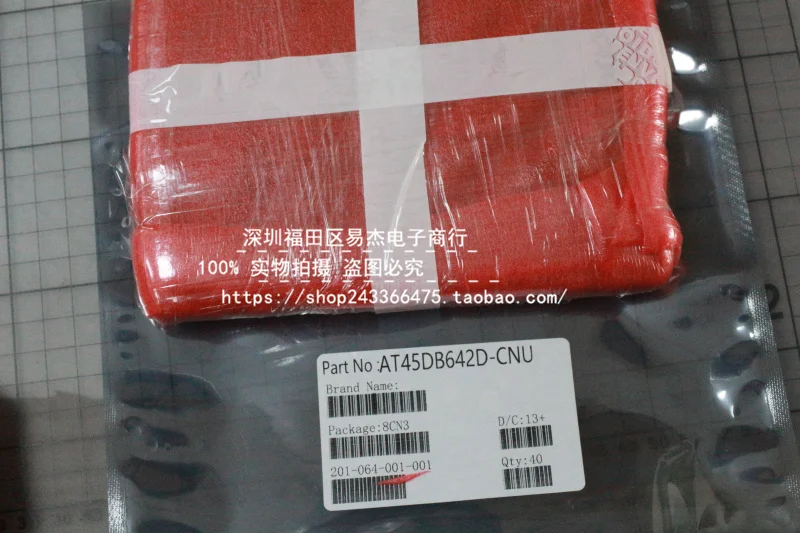 深圳福田区易杰电子商行
100% 实物拍摄 盗图必究
https://shop243366475.taobao.com/
Part No:AT45DB642D-CNU
Brand Name:
Package:8CN3
D/C:13+
201-064-001-001
Qty:40